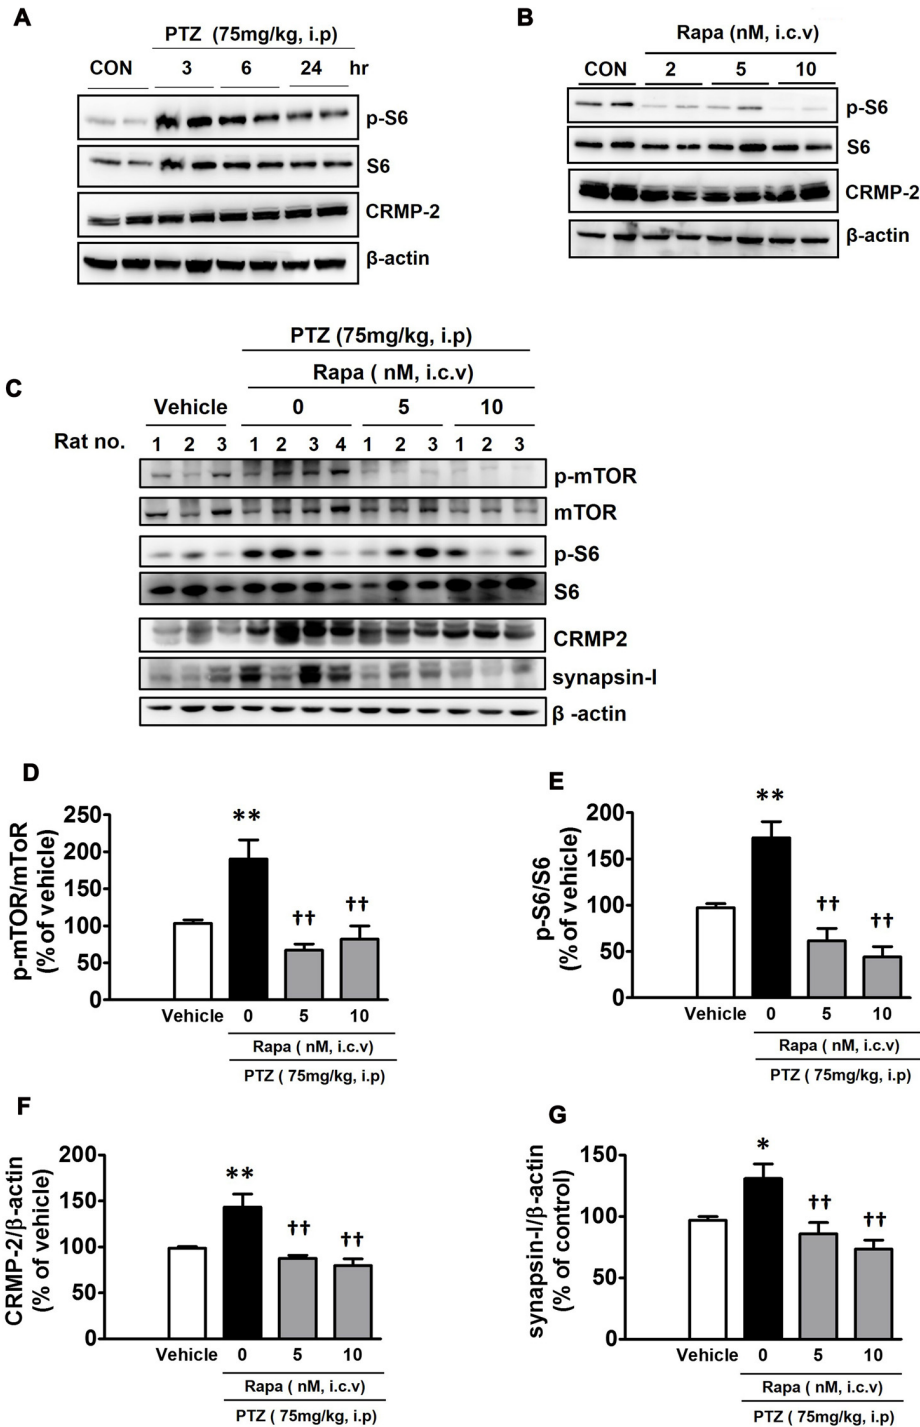 A
PTZ (75mg/kg, i.p)
CON 3 6 24 hr
p-S6
S6
CRMP-2
β-actin
B
Rapa (nM, i.c.v)
CON 2 5 10
p-S6
S6
CRMP-2
β-actin
C
PTZ (75mg/kg, i.p)
Rapa ( nM, i.c.v)
Vehicle 0 5 10
Rat no. 1 2 3 1 2 3 4 1 2 3 1 2 3
p-mTOR
mTOR
p-S6
S6
CRMP2
synapsin-I
β -actin
D
p-mTOR/mToR
(% of vehicle)
250
200
150
100
50
0
**
††
††
Vehicle 0 5 10
Rapa ( nM, i.c.v)
PTZ ( 75mg/kg, i.p)
E
p-S6/S6
(% of vehicle)
200
150
100
50
0
**
††
††
Vehicle 0 5 10
Rapa ( nM, i.c.v)
PTZ ( 75mg/kg, i.p)
F
CRMP-2/β-actin
(% of vehicle)
200
150
100
50
0
**
††
††
Vehicle 0 5 10
Rapa ( nM, i.c.v)
PTZ ( 75mg/kg, i.p)
G
synapsin-I/β-actin
(% of control)
150
100
50
0
*
††
††
Vehicle 0 5 10
Rapa ( nM, i.c.v)
PTZ ( 75mg/kg, i.p)